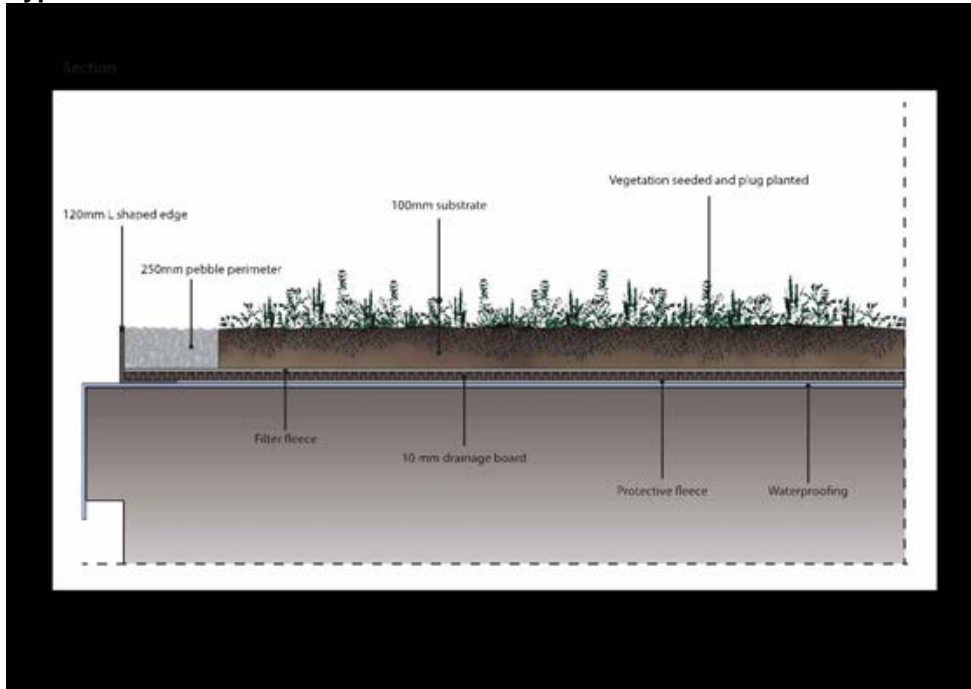 Section
Vegetation seeded and plug planted
100mm substrate
120mm L shaped edge
250mm pebble perimeter
Filter fleece
10 mm drainage board
Protective fleece
Waterproofing